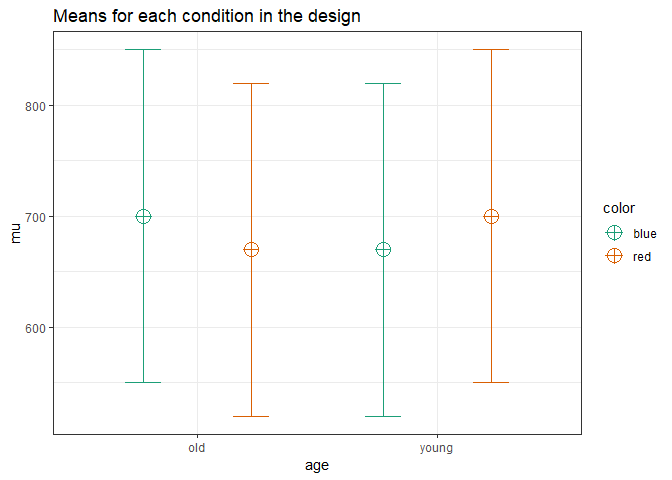 Means for each condition in the design
800
700
600
mu
old
young
age
color
blue
red